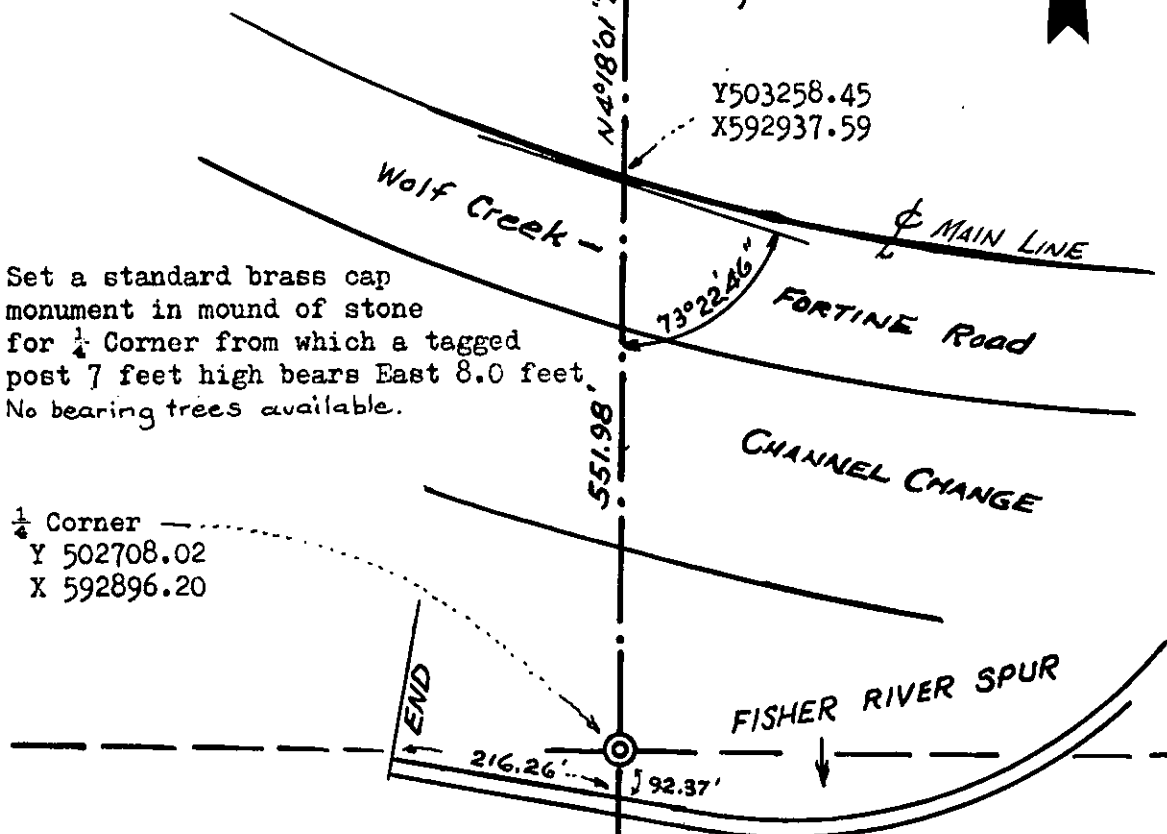 N4°18'01"
Y503258.45
X592937.59
Wolf Creek
℄ MAIN LINE
73°22'46"
FORTINE Road
Set a standard brass cap
monument in mound of stone
for ¼ Corner from which a tagged
post 7 feet high bears East 8.0 feet
No bearing trees available.
551.98'
CHANNEL CHANGE
¼ Corner
Y 502708.02
X 592896.20
END
FISHER RIVER SPUR
216.26'
92.37'